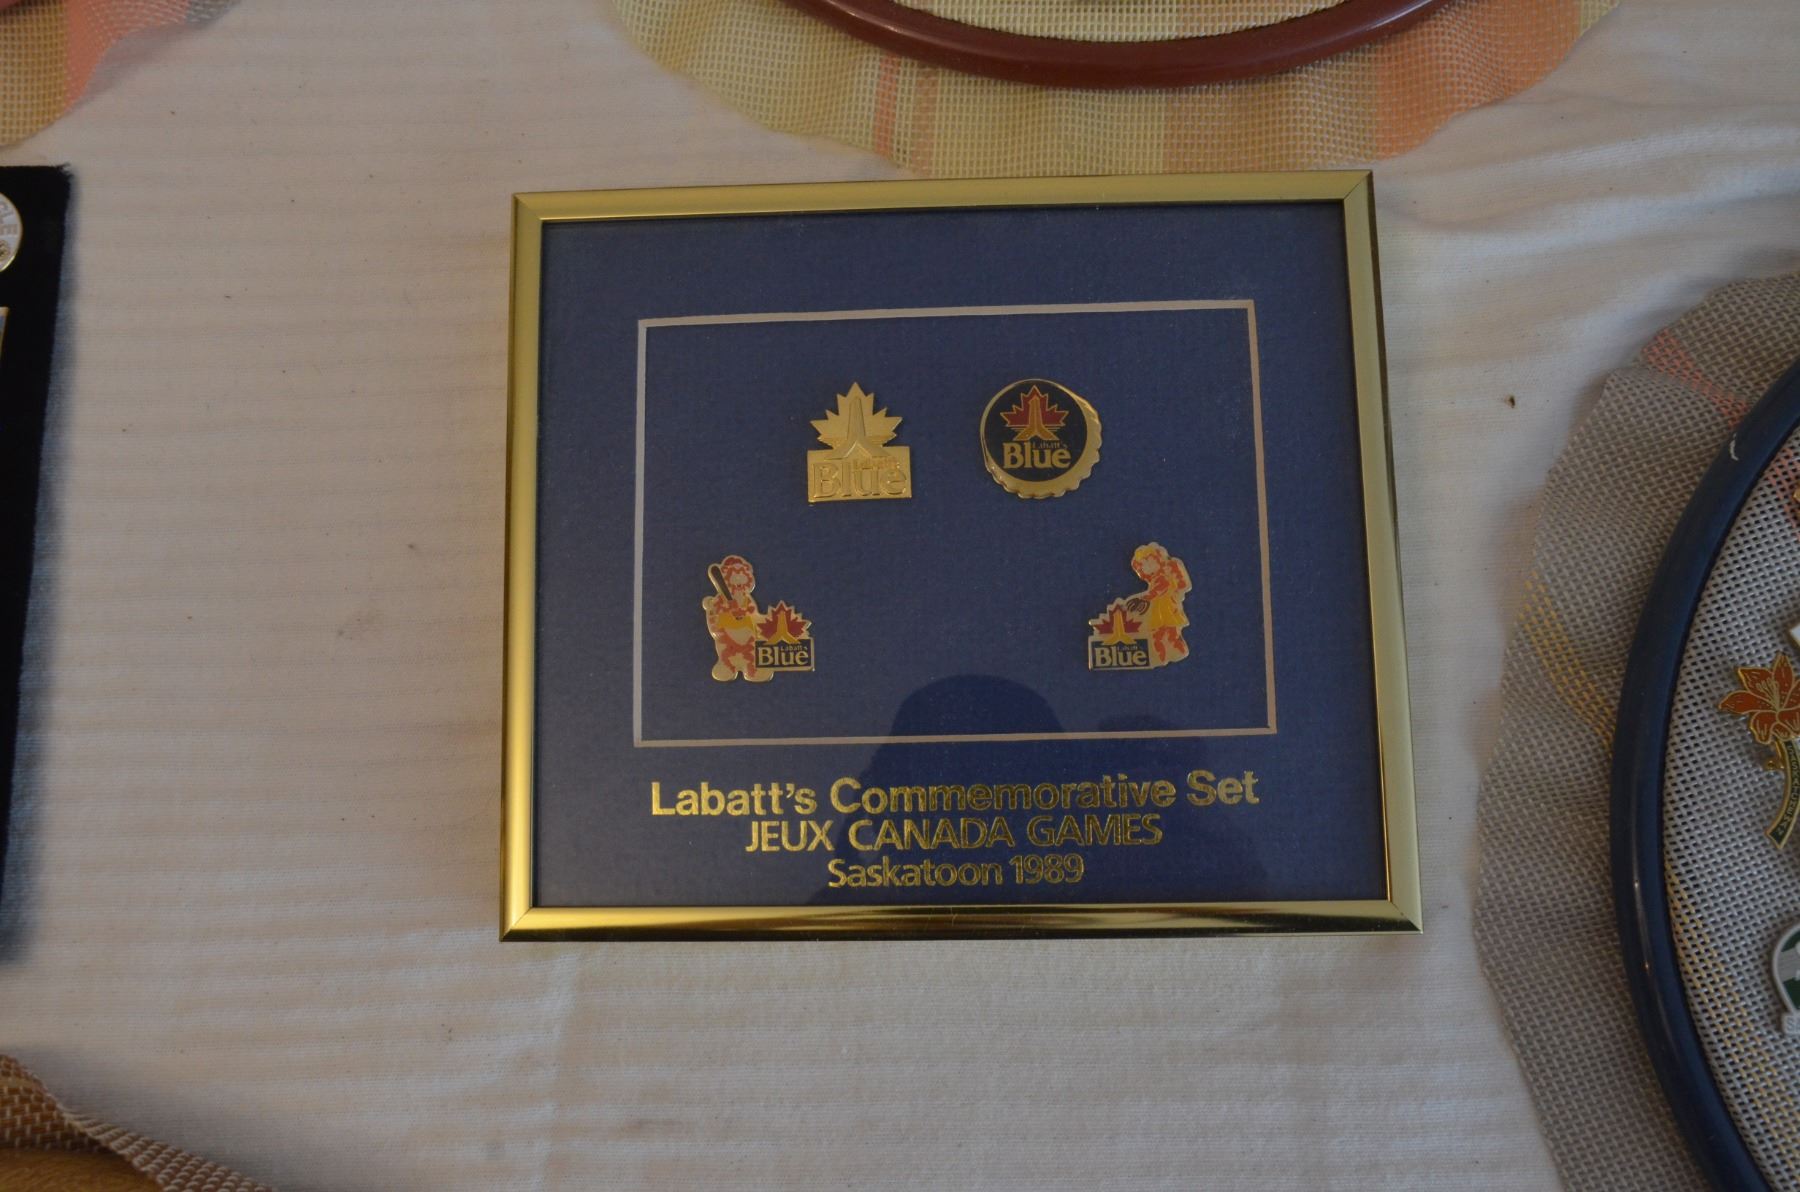 Labatt's
Blue
Labatt's
Blue
Labatt's
Blue
Labatt's
Blue
Labatt's Commemorative Set
JEUX CANADA GAMES
Saskatoon 1989